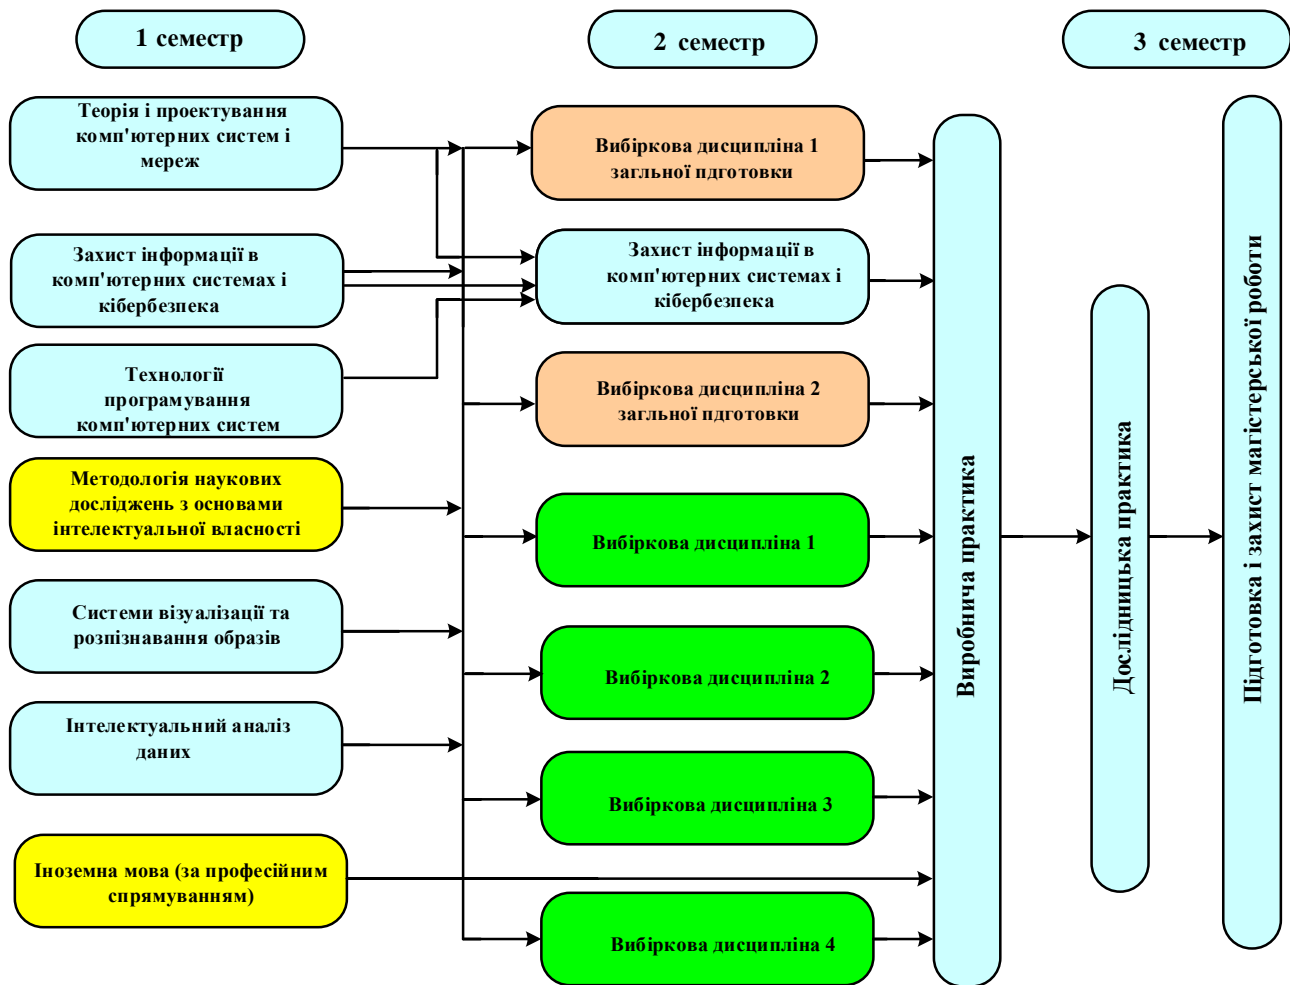 1 семестр
2 семестр
3 семестр
Теорія і проектування
комп'ютерних систем і
мереж
Захист інформації в
комп'ютерних системах і
кібербезпека
Технології
програмування
комп'ютерних систем
Методологія наукових
досліджень з основами
інтелектуальної власності
Системи візуалізації та
розпізнавання образів
Інтелектуальний аналіз
даних
Іноземна мова (за професійним
спрямуванням)
Вибіркова дисципліна 1
загльної пдготовки
Захист інформації в
комп'ютерних системах і
кібербезпека
Вибіркова дисципліна 2
загльної пдготовки
Вибіркова дисципліна 1
Вибіркова дисципліна 2
Вибіркова дисципліна 3
Вибіркова дисципліна 4
Виробнича практика
Дослідницька практика
Підготовка і захист магістерської роботи